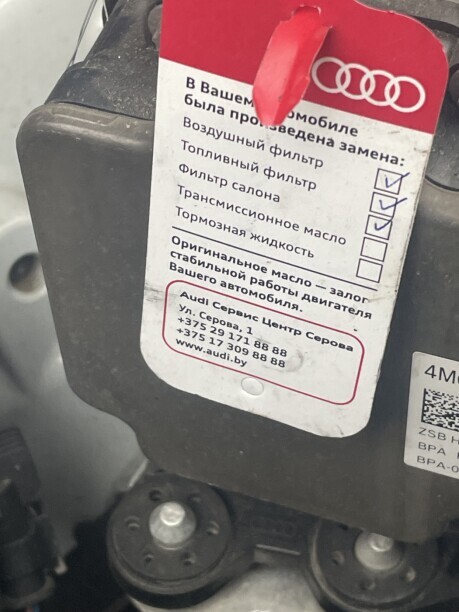 В Вашем автомобиле
была произведена замена:
Воздушный фильтр
Топливный фильтр
Фильтр салона
Трансмиссионное масло
Тормозная жидкость
Оригинальное масло — залог
стабильной работы двигателя
Вашего автомобиля.
Audi Сервис Центр Серова
Ул. Серова, 1
+375 29 171 88 88
+375 17 309 88 88
www.audi.by
ZSB
BPA